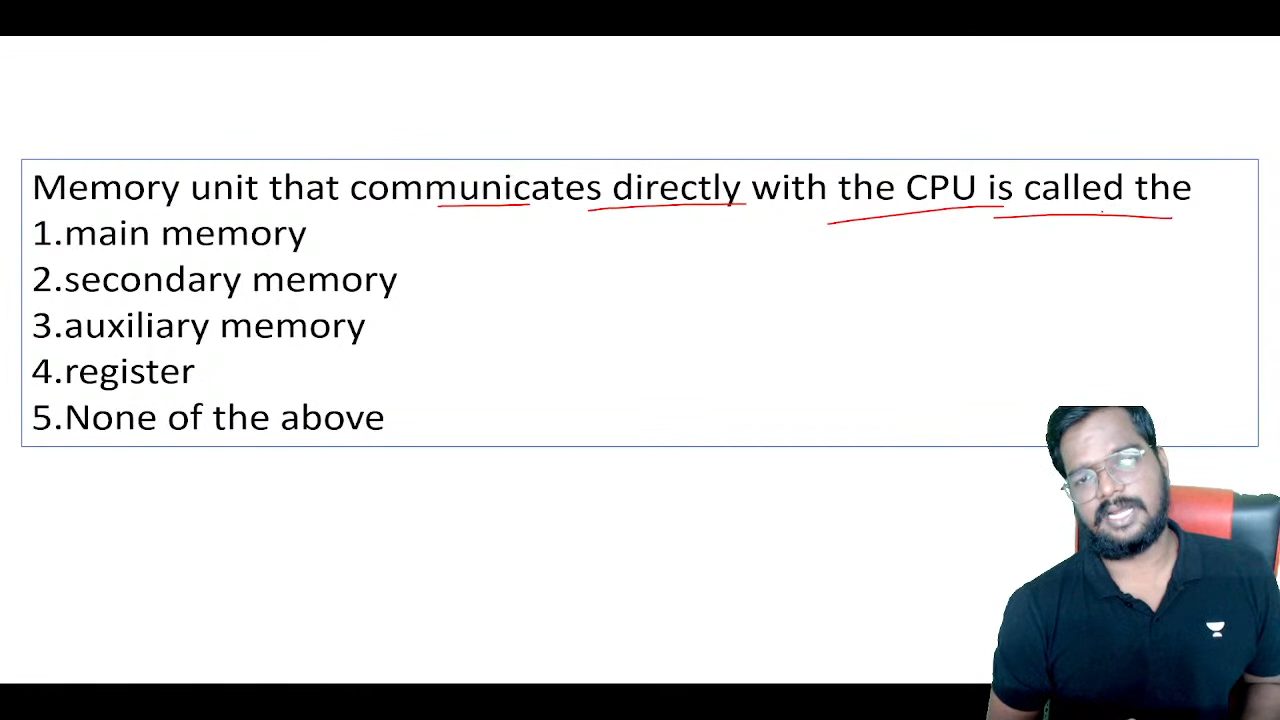 Memory unit that communicates directly with the CPU is called the
1.main memory
2.secondary memory
3.auxiliary memory
4.register
5.None of the above